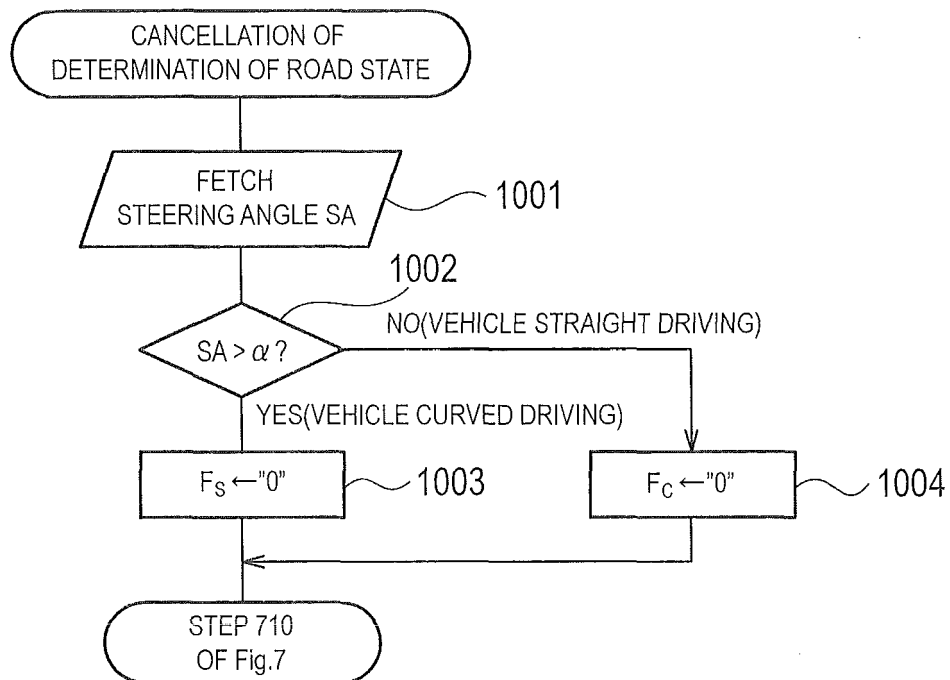 CANCELLATION OF
DETERMINATION OF ROAD STATE
FETCH
STEERING ANGLE SA
1001
1002
SA > α ?
NO(VEHICLE STRAIGHT DRIVING)
YES(VEHICLE CURVED DRIVING)
FS ←"0"
1003
FC ←"0"
1004
STEP 710
OF Fig.7